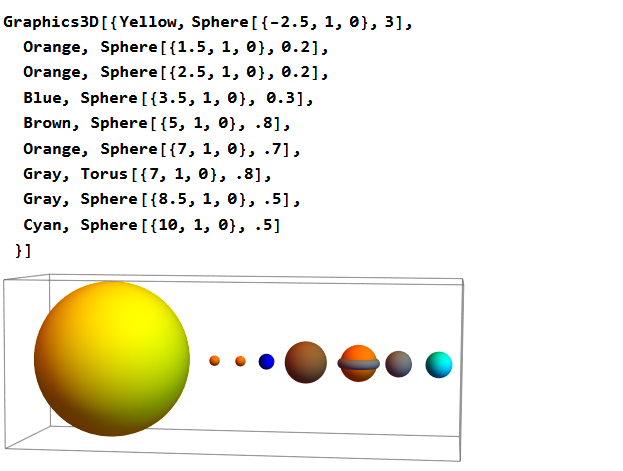 Graphics3D[{Yellow, Sphere[{-2.5, 1, 0}, 3],
Orange, Sphere[{1.5, 1, 0}, 0.2],
Orange, Sphere[{2.5, 1, 0}, 0.2],
Blue, Sphere[{3.5, 1, 0}, 0.3],
Brown, Sphere[{5, 1, 0}, .8],
Orange, Sphere[{7, 1, 0}, .7],
Gray, Torus[{7, 1, 0}, .8],
Gray, Sphere[{8.5, 1, 0}, .5],
Cyan, Sphere[{10, 1, 0}, .5]
}]